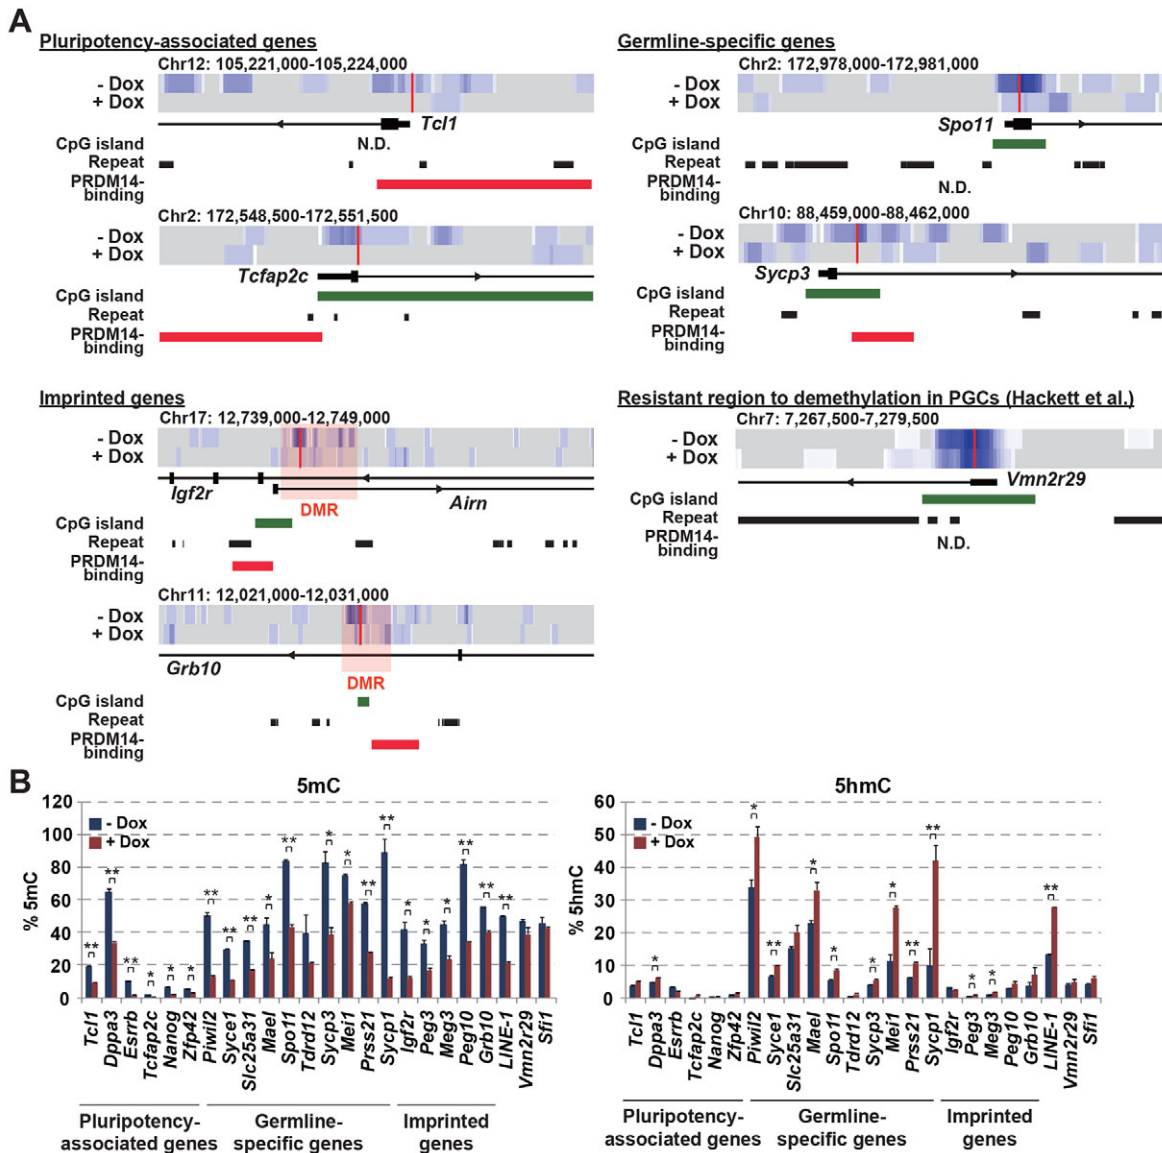 A
Pluripotency-associated genes
Chr12: 105,221,000-105,224,000
- Dox
+ Dox
Tcl1
CpG island
N.D.
Repeat
PRDM14-
binding
Chr2: 172,548,500-172,551,500
- Dox
+ Dox
Tcfap2c
CpG island
Repeat
PRDM14-
binding
Germline-specific genes
Chr2: 172,978,000-172,981,000
- Dox
+ Dox
Spo11
CpG island
Repeat
PRDM14-
binding
N.D.
Chr10: 88,459,000-88,462,000
- Dox
+ Dox
Sycp3
CpG island
Repeat
PRDM14-
binding
Imprinted genes
Chr17: 12,739,000-12,749,000
- Dox
+ Dox
Igf2r
Airn
DMR
CpG island
Repeat
PRDM14-
binding
Chr11: 12,021,000-12,031,000
- Dox
+ Dox
Grb10
DMR
CpG island
Repeat
PRDM14-
binding
Resistant region to demethylation in PGCs (Hackett et al.)
Chr7: 7,267,500-7,279,500
- Dox
+ Dox
Vmn2r29
CpG island
Repeat
PRDM14-
binding
N.D.
B
5mC
% 5mC
120
100
80
60
40
20
0
- Dox
+ Dox
** ** ** * * * ** ** ** * ** * * ** ** * * * ** ** **
Tcl1
Dppa3
Esrrb
Tcfap2c
Nanog
Zfp42
Piwil2
Syce1
Slc25a31
Mael
Spo11
Tdrd12
Sycp3
Mei1
Prss21
Sycp1
Igf2r
Peg3
Meg3
Peg10
Grb10
LINE-1
Vmn2r29
Sfi1
Pluripotency-
associated genes
Germline-
specific genes
Imprinted
genes
5hmC
% 5hmC
60
50
40
30
20
10
0
- Dox
+ Dox
* * ** * * * * ** ** * * **
Tcl1
Dppa3
Esrrb
Tcfap2c
Nanog
Zfp42
Piwil2
Syce1
Slc25a31
Mael
Spo11
Tdrd12
Sycp3
Mei1
Prss21
Sycp1
Igf2r
Peg3
Meg3
Peg10
Grb10
LINE-1
Vmn2r29
Sfi1
Pluripotency-
associated genes
Germline-
specific genes
Imprinted
genes